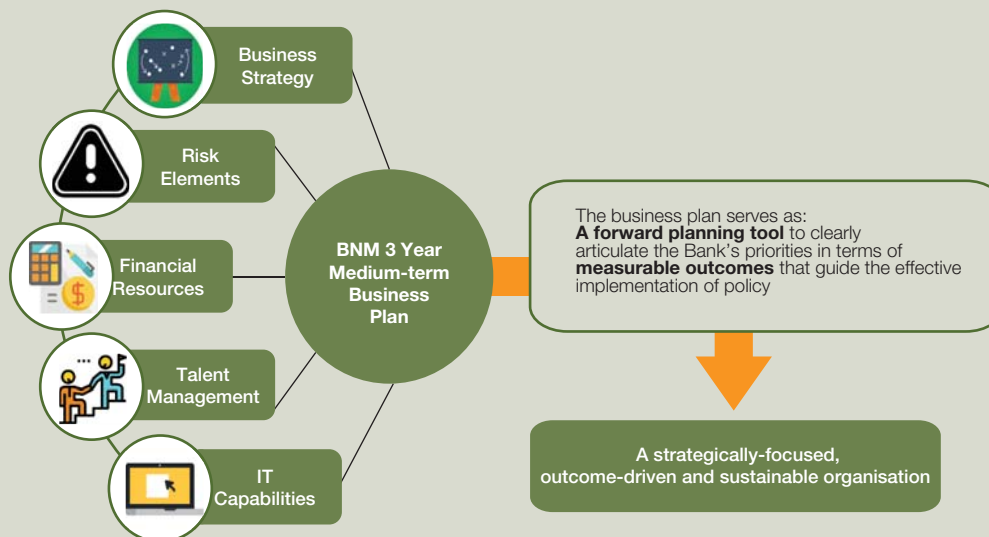 Business
Strategy
Risk
Elements
Financial
Resources
Talent
Management
IT
Capabilities
BNM 3 Year
Medium-term
Business
Plan
The business plan serves as:
A forward planning tool to clearly
articulate the Bank's priorities in terms of
measurable outcomes that guide the effective
implementation of policy
A strategically-focused,
outcome-driven and sustainable organisation